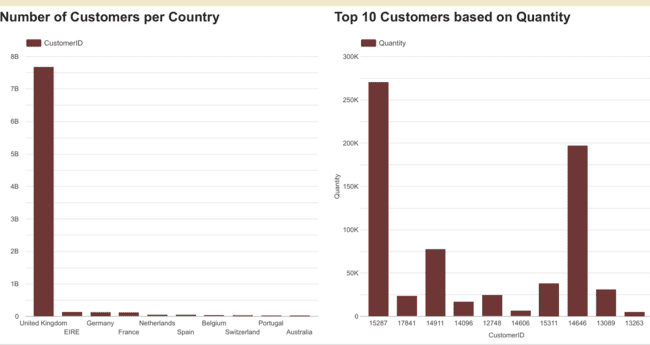 Number of Customers per Country
CustomerID
8B
7B
6B
5B
4B
3B
2B
1B
0
United Kingdom
EIRE
Germany
France
Netherlands
Spain
Belgium
Switzerland
Portugal
Australia
Top 10 Customers based on Quantity
Quantity
300K
250K
200K
150K
100K
50K
0
Quantity
15287 17841 14911 14096 12748 14606 15311 14646 13089 13263
CustomerID